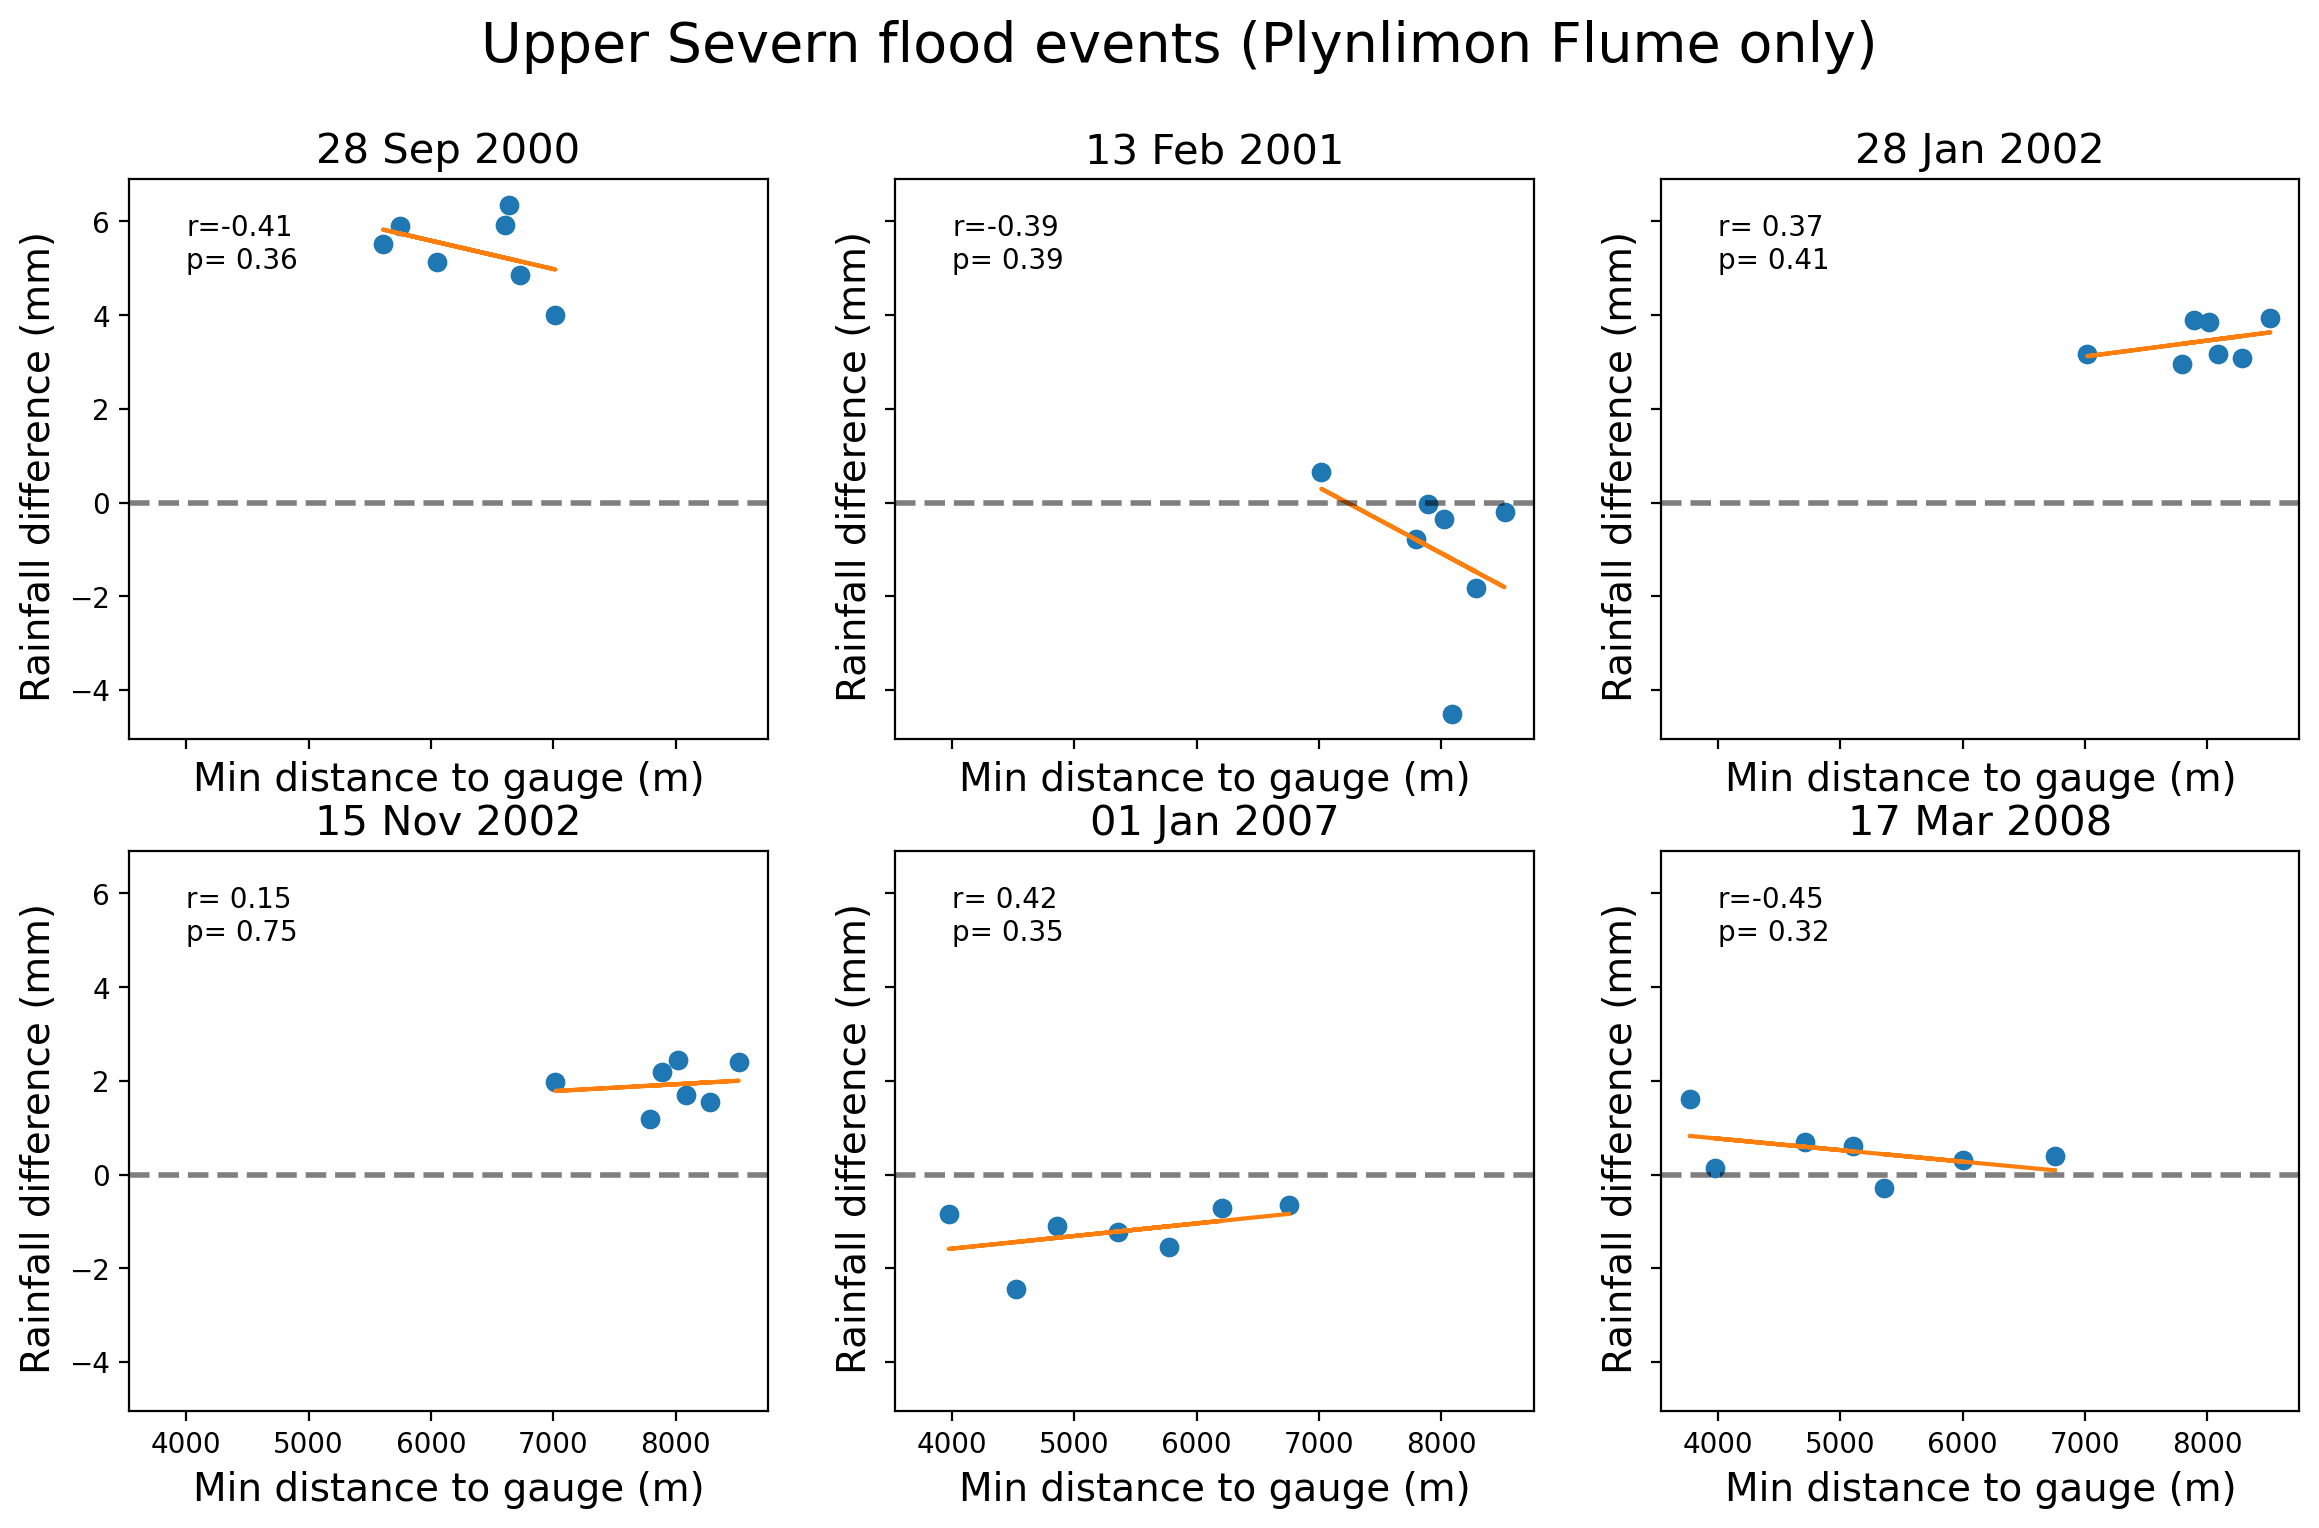 Upper Severn flood events (Plynlimon Flume only)
28 Sep 2000
r=-0.41
p= 0.36
6
4
2
0
−2
−4
Rainfall difference (mm)
Min distance to gauge (m)
13 Feb 2001
r=-0.39
p= 0.39
Rainfall difference (mm)
Min distance to gauge (m)
28 Jan 2002
r= 0.37
p= 0.41
Rainfall difference (mm)
Min distance to gauge (m)
15 Nov 2002
r= 0.15
p= 0.75
6
4
2
0
−2
−4
Rainfall difference (mm)
4000 5000 6000 7000 8000
Min distance to gauge (m)
01 Jan 2007
r= 0.42
p= 0.35
Rainfall difference (mm)
4000 5000 6000 7000 8000
Min distance to gauge (m)
17 Mar 2008
r=-0.45
p= 0.32
Rainfall difference (mm)
4000 5000 6000 7000 8000
Min distance to gauge (m)